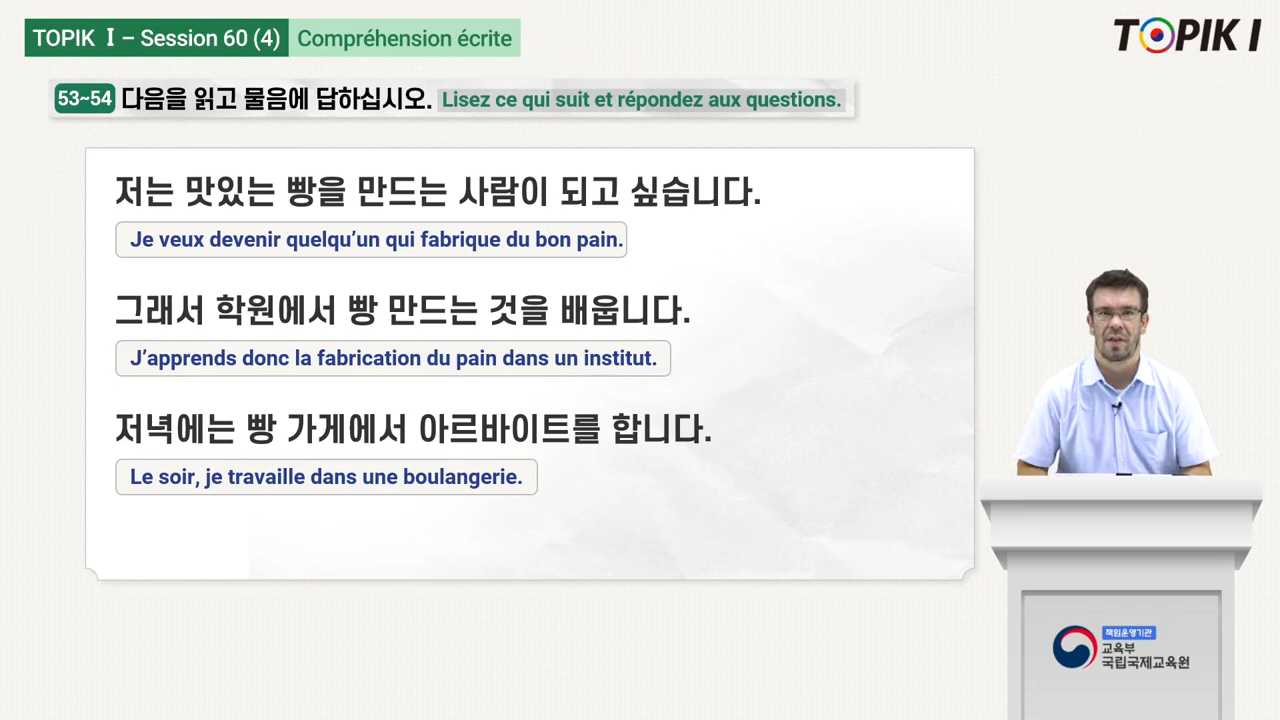 TOPIK Ⅰ – Session 60 (4) Compréhension écrite
TOPIK I
53~54 다음을 읽고 물음에 답하십시오. Lisez ce qui suit et répondez aux questions.
저는 맛있는 빵을 만드는 사람이 되고 싶습니다.
Je veux devenir quelqu’un qui fabrique du bon pain.
그래서 학원에서 빵 만드는 것을 배웁니다.
J’apprends donc la fabrication du pain dans un institut.
저녁에는 빵 가게에서 아르바이트를 합니다.
Le soir, je travaille dans une boulangerie.
책임운영기관
교육부
국립국제교육원